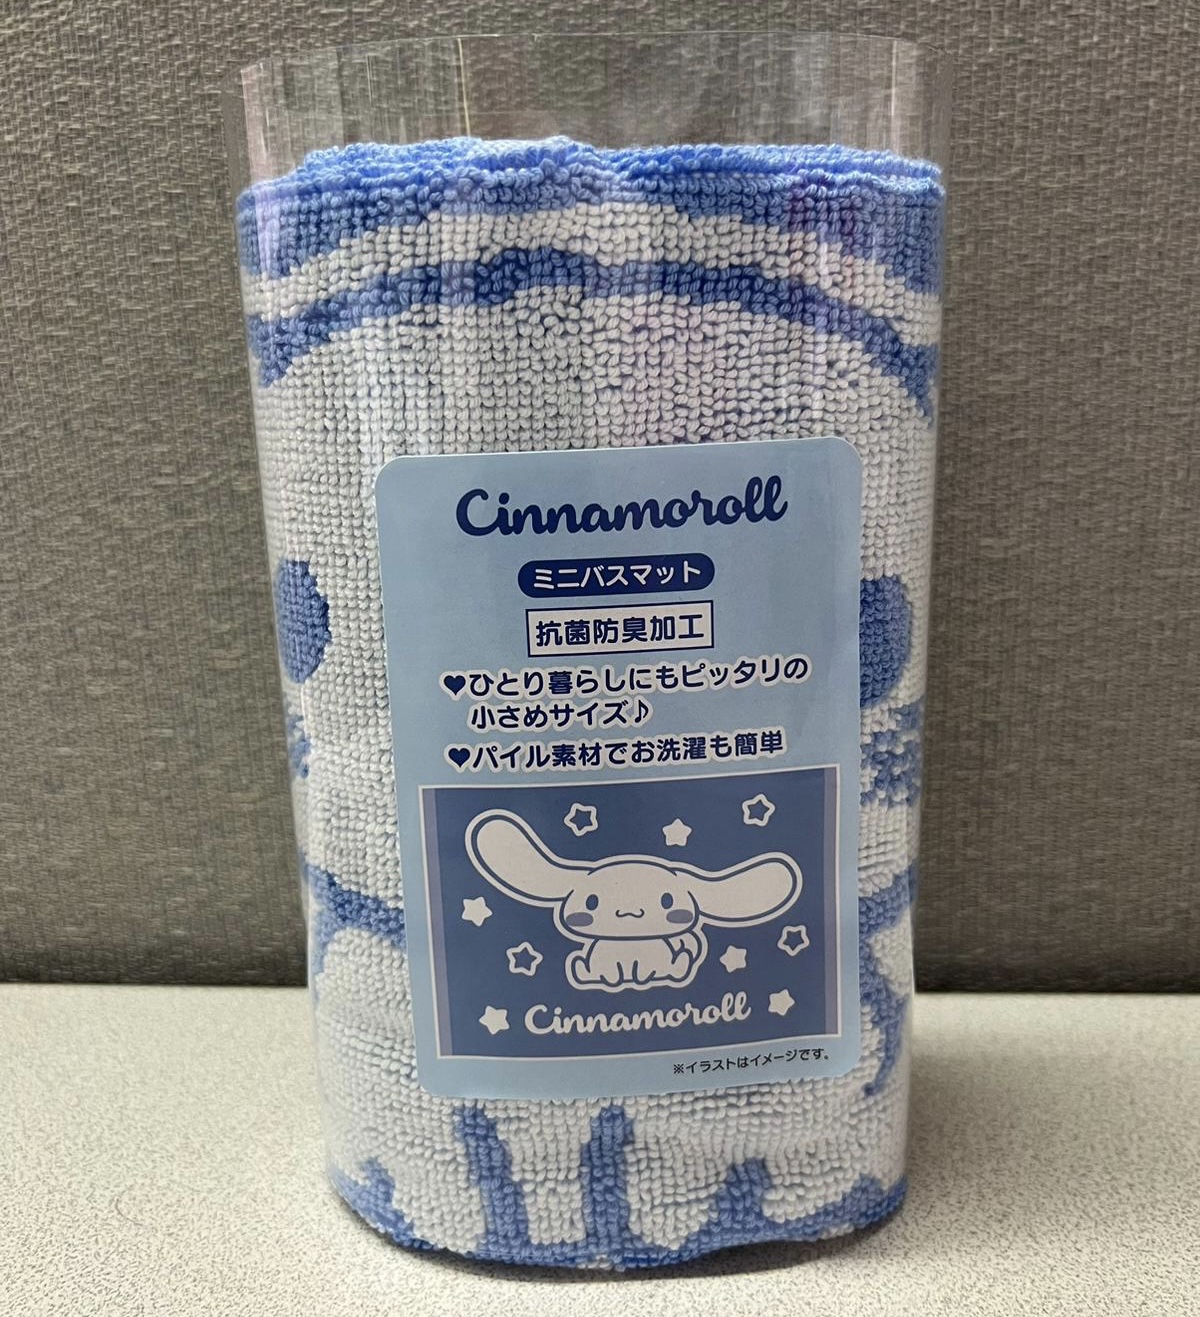 Cinnamoroll
ミニバスマット
抗菌防臭加工
♥ひとり暮らしにもピッタリの
小さめサイズ♪
♥パイル素材でお洗濯も簡単
Cinnamoroll
※イラストはイメージです。